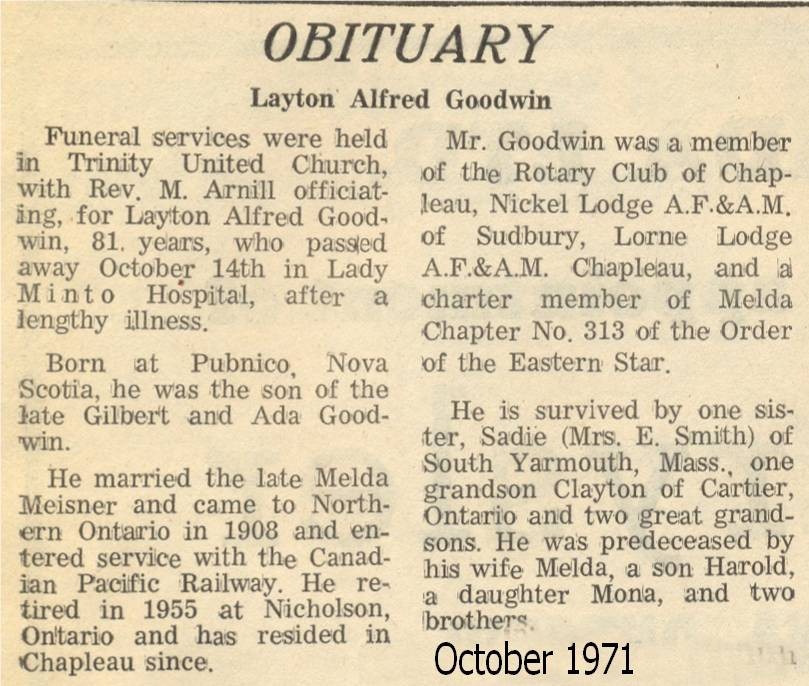 OBITUARY
Layton Alfred Goodwin
Funeral services were held
in Trinity United Church,
with Rev. M. Arnill officiat-
ing, for Layton Alfred Good-
win, 81. years, who passed
away October 14th in Lady
Minto Hospital, after a
lengthy illness.
Born at Pubnico, Nova
Scotia, he was the son of the
late Gilbert and Ada Good-
win.
He married the late Melda
Meisner and came to North-
ern Ontario in 1908 and en-
tered service with the Canad-
ian Pacific Railway. He re-
tired in 1955 at Nicholson,
Ontario and has resided in
Chapleau since.
Mr. Goodwin was a member
of the Rotary Club of Chap-
leau, Nickel Lodge A.F.&A.M.
of Sudbury, Lorne Lodge
A.F.&A.M. Chapleau, and a
charter member of Melda
Chapter No. 313 of the Order
of the Eastern Star.
He is survived by one sis-
ter, Sadie (Mrs. E. Smith) of
South Yarmouth, Mass., one
grandson Clayton of Cartier,
Ontario and two great grand-
sons. He was predeceased by
his wife Melda, a son Harold,
a daughter Mona, and two
brothers.
October 1971